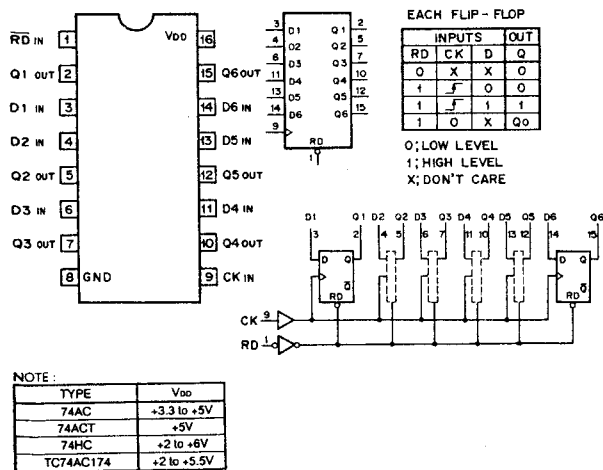 RD IN 1
VDD 16
Q1 OUT 2
15 Q6 OUT
D1 IN 3
14 D6 IN
D2 IN 4
13 D5 IN
Q2 OUT 5
12 Q5 OUT
D3 IN 6
11 D4 IN
Q3 OUT 7
10 Q4 OUT
8 GND
9 CK IN
3 D1 Q1 2
4 D2 Q2 5
6 D3 Q3 7
11 D4 Q4 10
13 D5 Q5 12
14 D6 Q6 15
9
RD
1
EACH FLIP-FLOP
INPUTS OUT
RD CK D Q
0 X X 0
1 0 0
1 1 1
1 0 X Q0
0; LOW LEVEL
1; HIGH LEVEL
X; DON'T CARE
D1 Q1 D2 Q2 D3 Q3 D4 Q4 D5 Q5 D6 Q6
3 2 4 5 6 7 11 10 13 12 14 15
D Q
Q
RD
D Q
Q
RD
CK 9
RD 1
NOTE:
TYPE VDD
74AC +3.3 to +5V
74ACT +5V
74HC +2 to +6V
TC74AC174 +2 to +5.5V